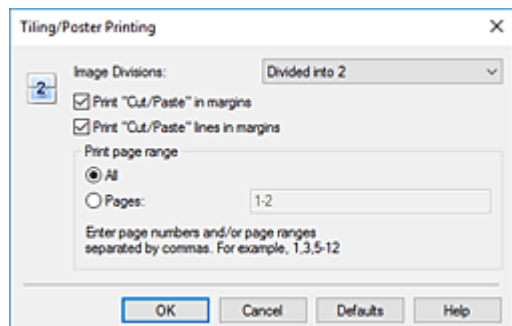 Tiling/Poster Printing
Image Divisions: Divided into 2
2
Print "Cut/Paste" in margins
Print "Cut/Paste" lines in margins
Print page range
All
Pages: 1-2
Enter page numbers and/or page ranges
separated by commas. For example, 1,3,5-12
OK Cancel Defaults Help